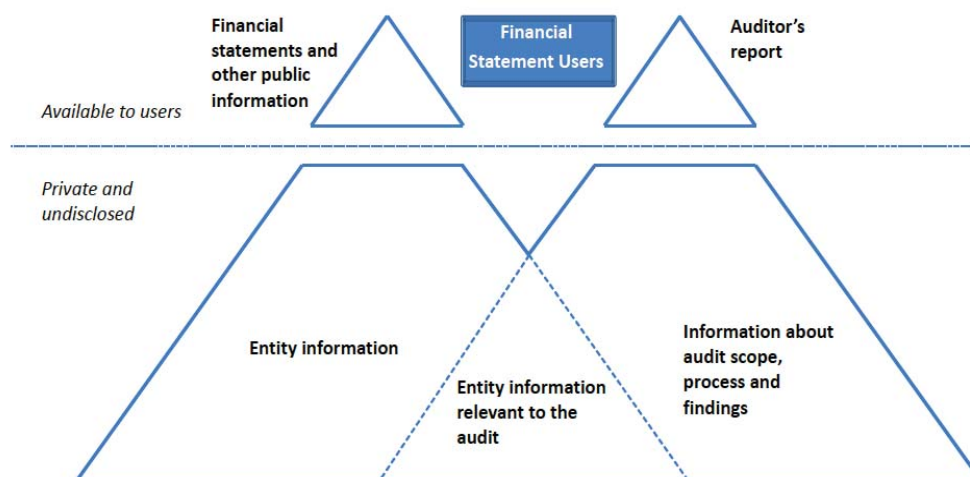 Financial
statements and
other public
information
Financial
Statement Users
Auditor's
report
Available to users
Private and
undisclosed
Entity information
Entity information
relevant to the
audit
Information about
audit scope,
process and
findings